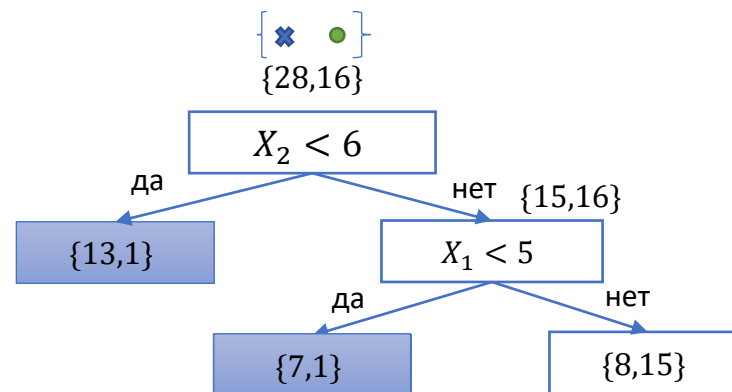 {28,16}
X₂ < 6
да
нет
{15,16}
{13,1}
X₁ < 5
да
нет
{7,1}
{8,15}